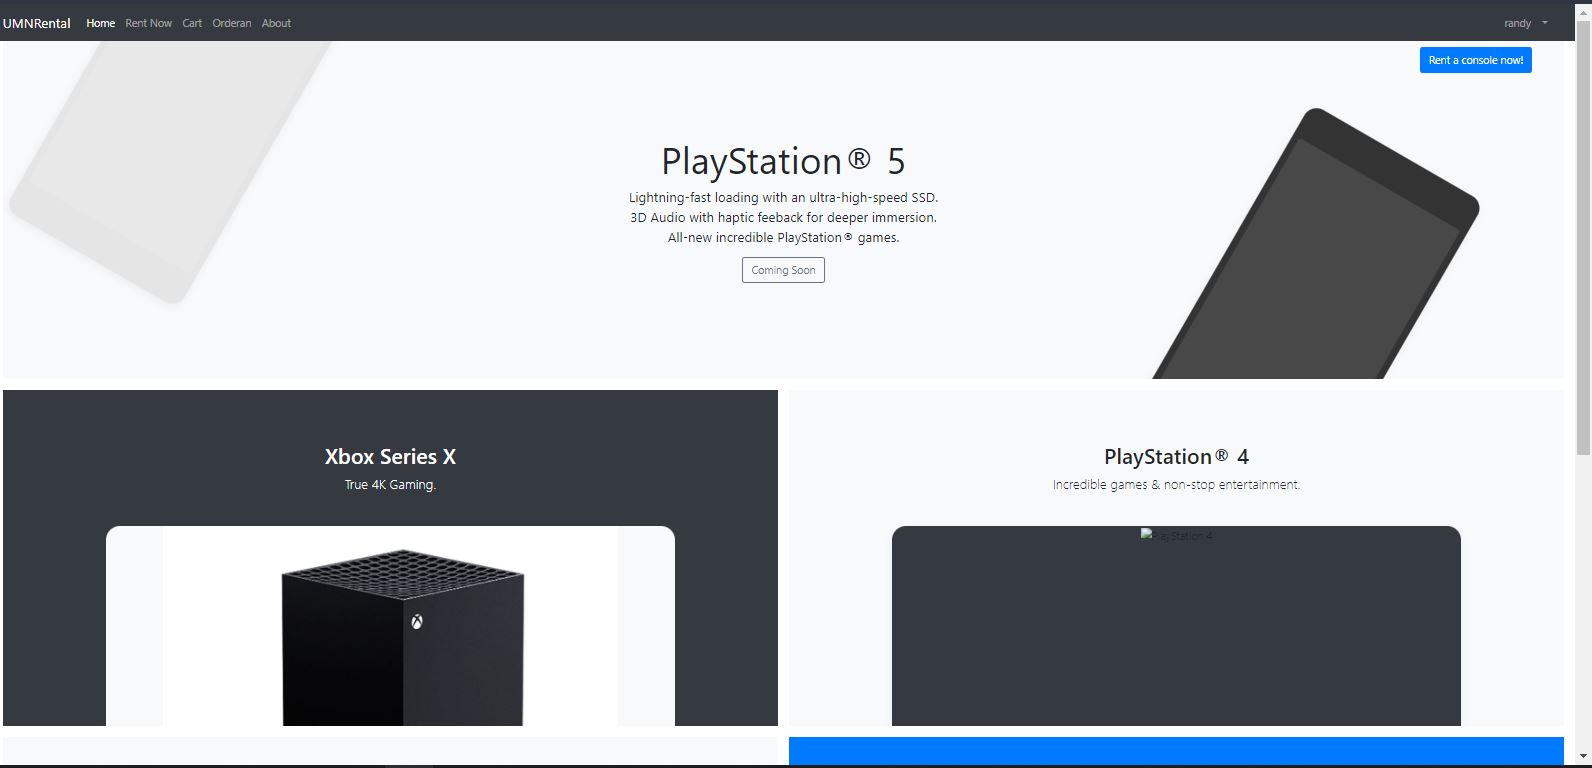 UMNRental Home Rent Now Cart Orderan About randy
Rent a console now!
PlayStation® 5
Lightning-fast loading with an ultra-high-speed SSD.
3D Audio with haptic feeback for deeper immersion.
All-new incredible PlayStation® games.
Coming Soon
Xbox Series X
True 4K Gaming.
PlayStation® 4
Incredible games & non-stop entertainment.
PlayStation 4